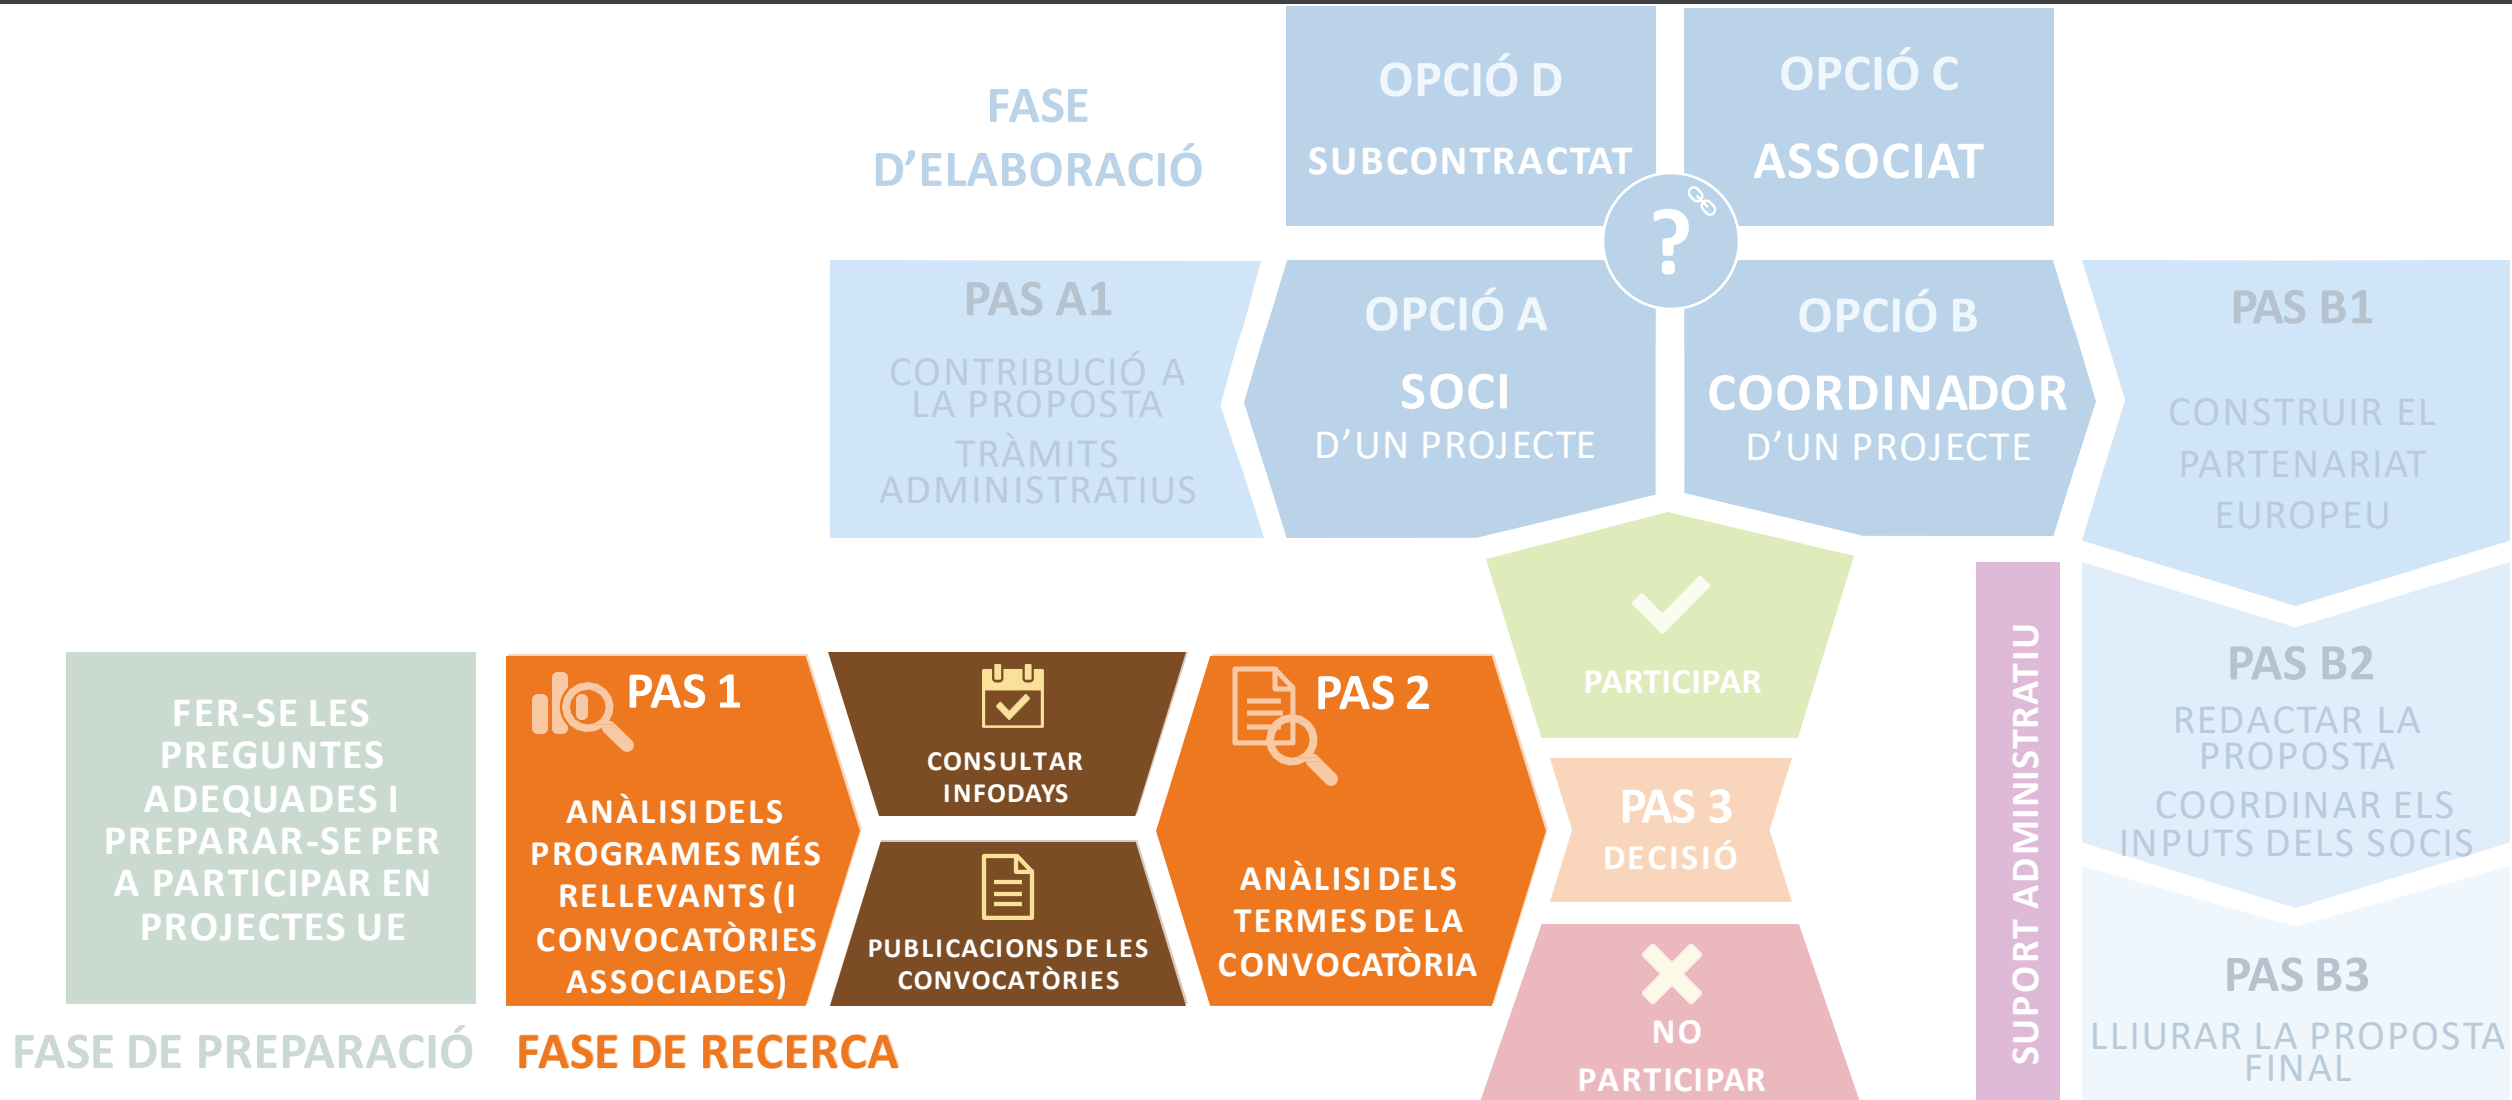 FASE
D’ELABORACIÓ
OPCIÓ D
SUBCONTRACTAT
OPCIÓ C
ASSOCIAT
?
PAS A1
CONTRIBUCIÓ A
LA PROPOSTA
TRÀMITS
ADMINISTRATIUS
OPCIÓ A
SOCI
D’UN PROJECTE
OPCIÓ B
COORDINADOR
D’UN PROJECTE
PAS B1
CONSTRUIR EL
PARTENARIAT
EUROPEU
PARTICIPAR
FER-SE LES
PREGUNTES
ADEQUADES I
PREPARAR-SE PER
A PARTICIPAR EN
PROJECTES UE
PAS 1
ANÀLISI DELS
PROGRAMES MÉS
RELLEVANTS (I
CONVOCATÒRIES
ASSOCIADES)
CONSULTAR
INFODAYS
PUBLICACIONS DE LES
CONVOCATÒRIES
PAS 2
ANÀLISI DELS
TERMES DE LA
CONVOCATÒRIA
PAS 3
DECISIÓ
NO
PARTICIPAR
SUPORT ADMINISTRATIU
PAS B2
REDACTAR LA
PROPOSTA
COORDINAR ELS
INPUTS DELS SOCIS
PAS B3
LLIURAR LA PROPOSTA
FINAL
FASE DE PREPARACIÓ
FASE DE RECERCA